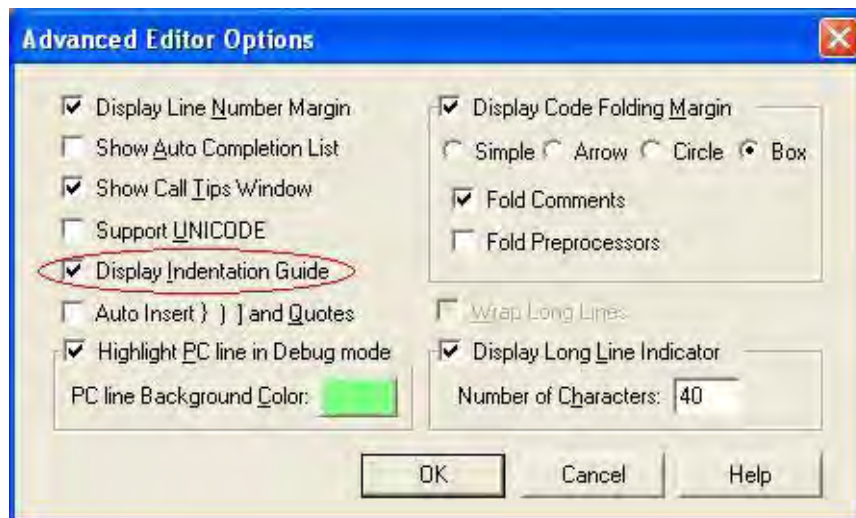 Advanced Editor Options
Display Line Number Margin
Show Auto Completion List
Show Call Tips Window
Support UNICODE
Display Indentation Guide
Auto Insert } ) ] and Quotes
Highlight PC line in Debug mode
PC line Background Color:
Display Code Folding Margin
Simple Arrow Circle Box
Fold Comments
Fold Preprocessors
Wrap Long Lines
Display Long Line Indicator
Number of Characters: 40
OK Cancel Help